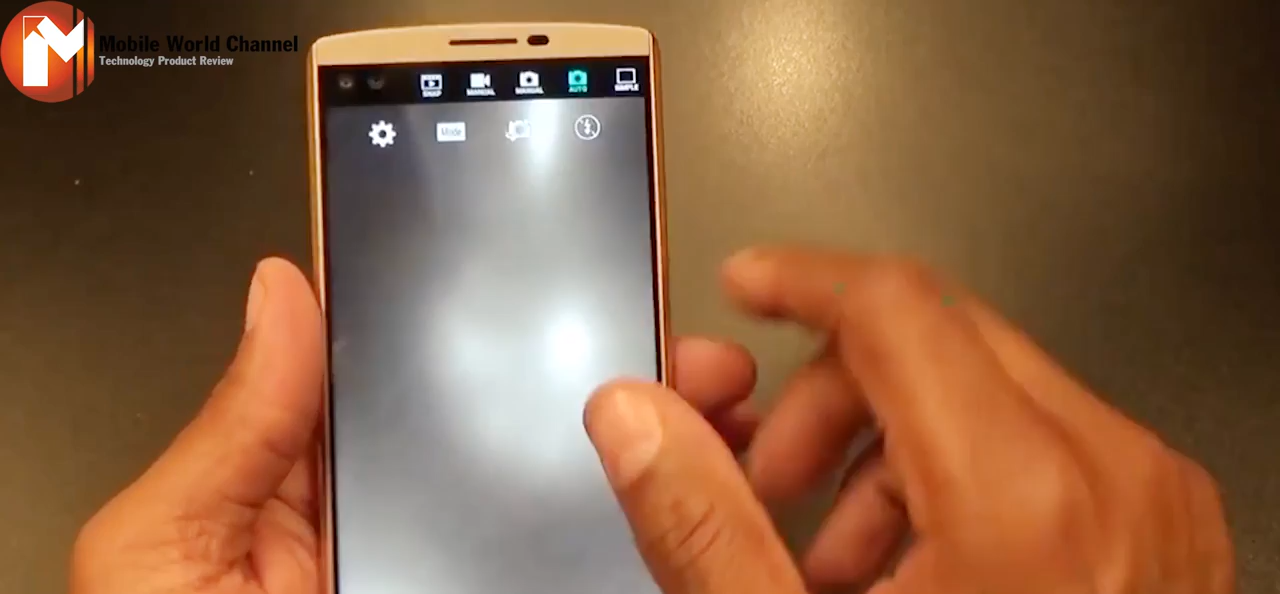 M
Mobile World Channel
Technology Product Review
SNAP
MANUAL
MANUAL
AUTO
SIMPLE
Mode